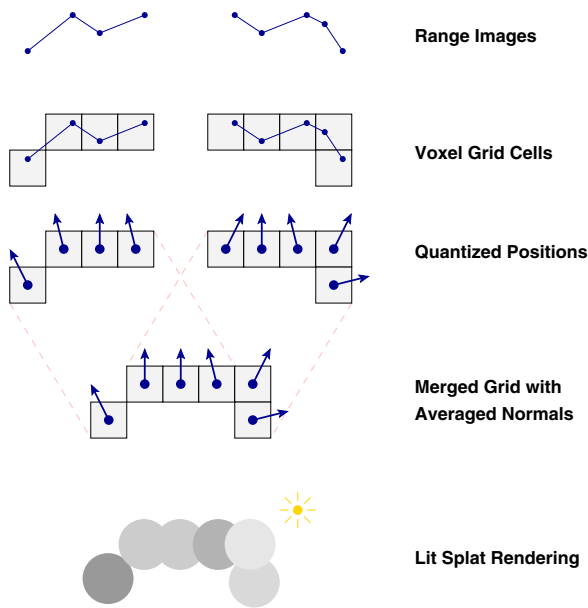 Range Images
Voxel Grid Cells
Quantized Positions
Merged Grid with
Averaged Normals
Lit Splat Rendering